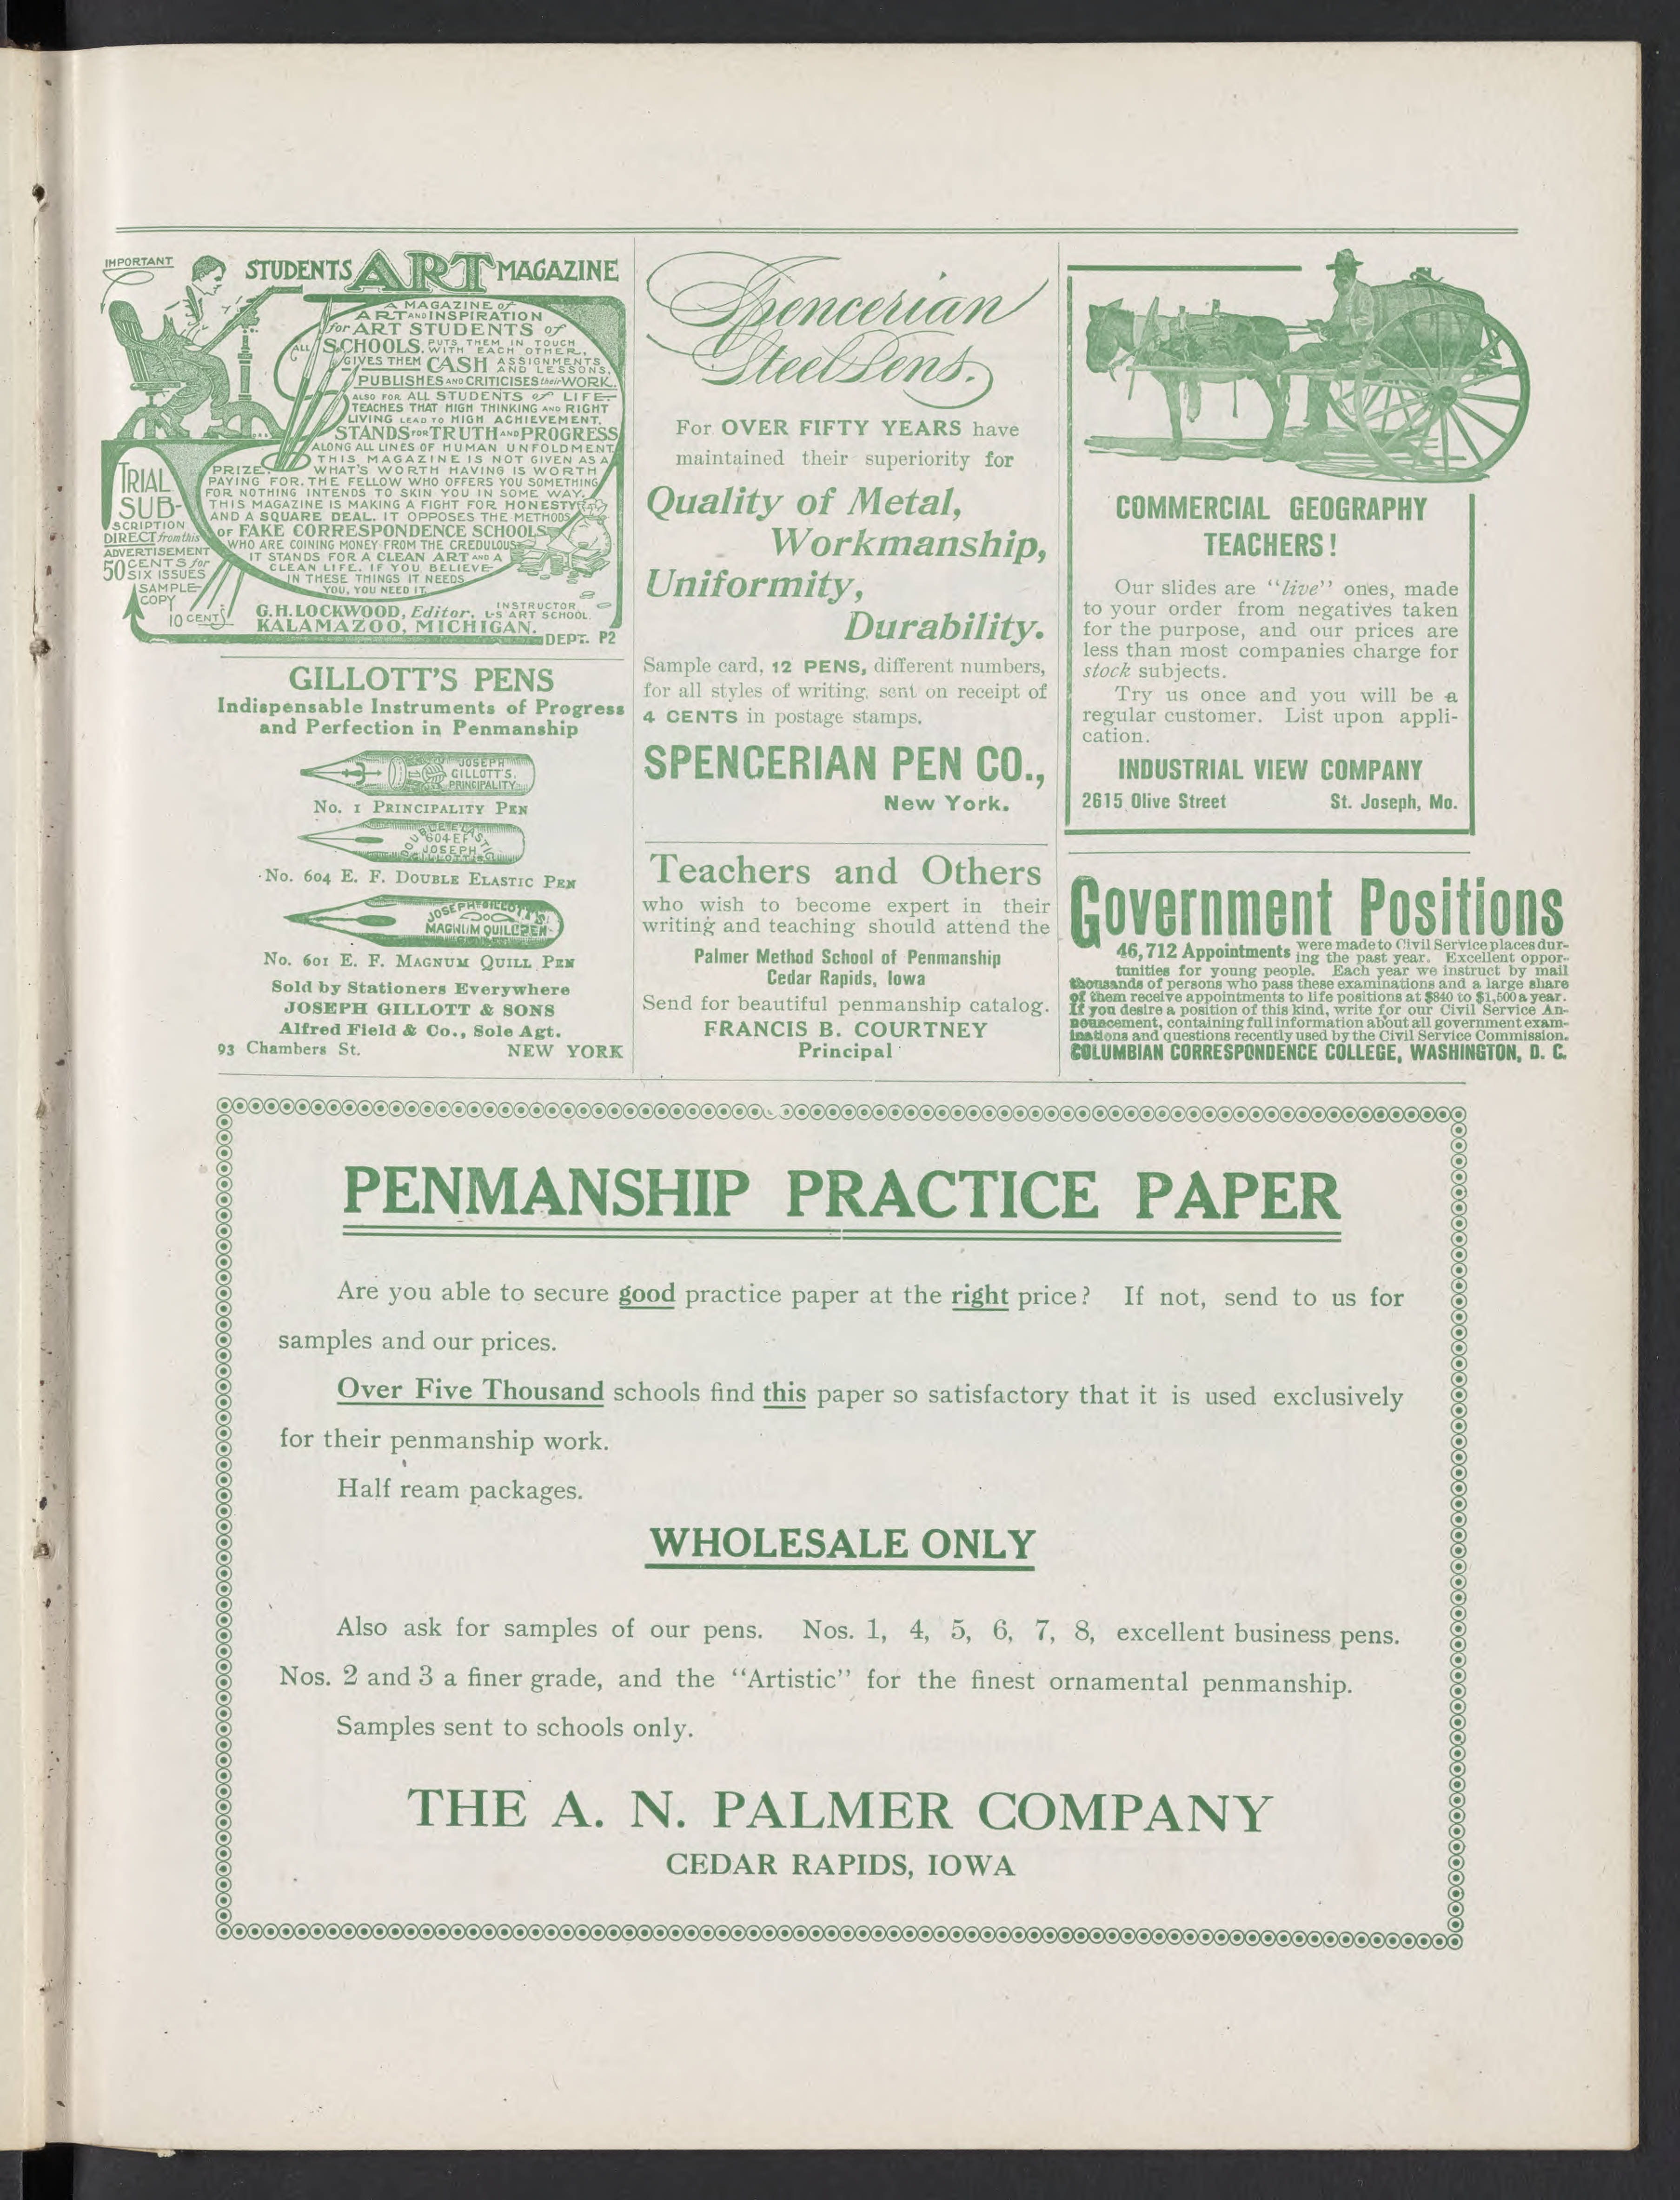 IMPORTANT
STUDENTS ART MAGAZINE
A MAGAZINE of
ART AND INSPIRATION
for ART STUDENTS of
ALL SCHOOLS. PUTS THEM IN TOUCH WITH EACH OTHER,
GIVES THEM CASH ASSIGNMENTS AND LESSONS,
PUBLISHES AND CRITICISES their WORK.
ALSO FOR ALL STUDENTS of LIFE—
TEACHES THAT HIGH THINKING AND RIGHT
LIVING LEAD TO HIGH ACHIEVEMENT.
STANDS FOR TRUTH AND PROGRESS
ALONG ALL LINES OF HUMAN UNFOLDMENT
THIS MAGAZINE IS NOT GIVEN AS A
PRIZE. WHAT'S WORTH HAVING IS WORTH
PAYING FOR. THE FELLOW WHO OFFERS YOU SOMETHING
FOR NOTHING INTENDS TO SKIN YOU IN SOME WAY.
THIS MAGAZINE IS MAKING A FIGHT FOR HONESTY
AND A SQUARE DEAL. IT OPPOSES THE METHODS
OF FAKE CORRESPONDENCE SCHOOLS
WHO ARE COINING MONEY FROM THE CREDULOUS
IT STANDS FOR A CLEAN ART AND A
CLEAN LIFE. IF YOU BELIEVE
IN THESE THINGS IT NEEDS
YOU, YOU NEED IT.
TRIAL
SUB-
SCRIPTION
DIRECT from this
ADVERTISEMENT
50 CENTS for
SIX ISSUES
SAMPLE
COPY
10 CENTS
G. H. LOCKWOOD, Editor, INSTRUCTOR L-S ART SCHOOL,
KALAMAZOO, MICHIGAN.
DEPT. P2
GILLOTT'S PENS
Indispensable Instruments of Progress
and Perfection in Penmanship
JOSEPH
GILLOTT'S.
PRINCIPALITY
No. 1 PRINCIPALITY PEN
DOUBLE ELASTIC
604 EF
JOSEPH
GILLOTT'S
No. 604 E. F. DOUBLE ELASTIC PEN
JOSEPH GILLOTT'S
MAGNUM QUILL PEN
No. 601 E. F. MAGNUM QUILL PEN
Sold by Stationers Everywhere
JOSEPH GILLOTT & SONS
Alfred Field & Co., Sole Agt.
93 Chambers St. NEW YORK
Spencerian
Steel Pens.
For OVER FIFTY YEARS have
maintained their superiority for
Quality of Metal,
Workmanship,
Uniformity,
Durability.
Sample card, 12 PENS, different numbers,
for all styles of writing, sent on receipt of
4 CENTS in postage stamps.
SPENCERIAN PEN CO.,
New York.
Teachers and Others
who wish to become expert in their
writing and teaching should attend the
Palmer Method School of Penmanship
Cedar Rapids, Iowa
Send for beautiful penmanship catalog.
FRANCIS B. COURTNEY
Principal
COMMERCIAL GEOGRAPHY
TEACHERS!
Our slides are "live" ones, made
to your order from negatives taken
for the purpose, and our prices are
less than most companies charge for
stock subjects.
Try us once and you will be a
regular customer. List upon appli-
cation.
INDUSTRIAL VIEW COMPANY
2615 Olive Street St. Joseph, Mo.
Government Positions
46,712 Appointments were made to Civil Service places dur-
ing the past year. Excellent oppor-
tunities for young people. Each year we instruct by mail
thousands of persons who pass these examinations and a large share
of them receive appointments to life positions at $840 to $1,500 a year.
If you desire a position of this kind, write for our Civil Service An-
nouncement, containing full information about all government exam-
inations and questions recently used by the Civil Service Commission.
COLUMBIAN CORRESPONDENCE COLLEGE, WASHINGTON, D. C.
PENMANSHIP PRACTICE PAPER
Are you able to secure good practice paper at the right price? If not, send to us for
samples and our prices.
Over Five Thousand schools find this paper so satisfactory that it is used exclusively
for their penmanship work.
Half ream packages.
WHOLESALE ONLY
Also ask for samples of our pens. Nos. 1, 4, 5, 6, 7, 8, excellent business pens.
Nos. 2 and 3 a finer grade, and the "Artistic" for the finest ornamental penmanship.
Samples sent to schools only.
THE A. N. PALMER COMPANY
CEDAR RAPIDS, IOWA